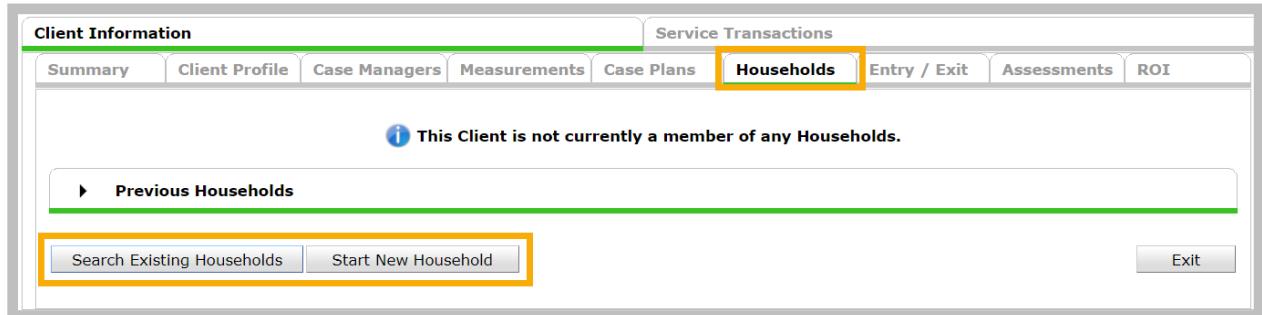 Client Information Service Transactions
Summary Client Profile Case Managers Measurements Case Plans Households Entry / Exit Assessments ROI
This Client is not currently a member of any Households.
Previous Households
Search Existing Households Start New Household Exit